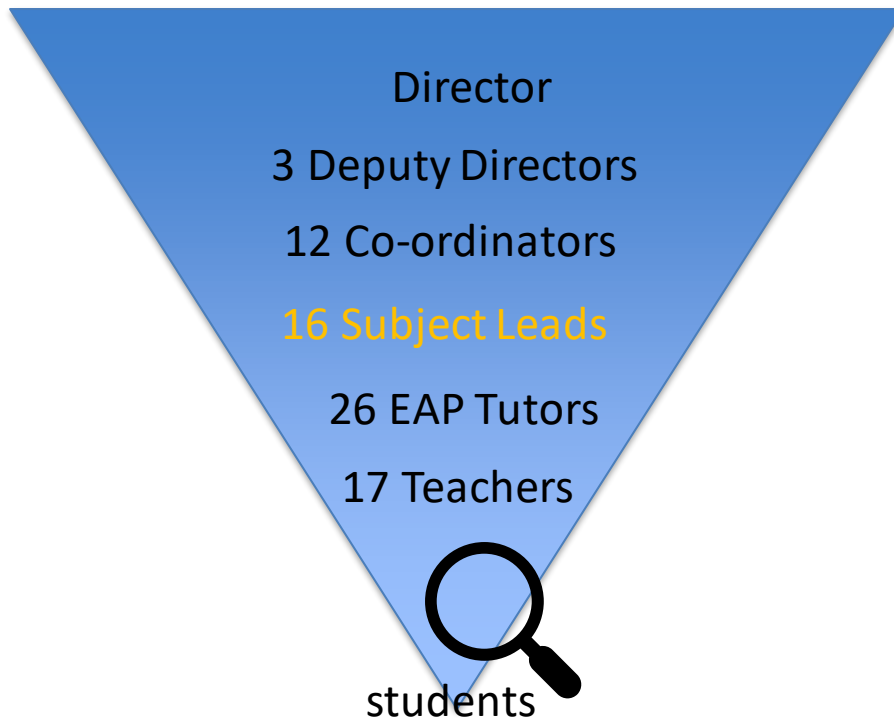 Director
3 Deputy Directors
12 Co-ordinators
16 Subject Leads
26 EAP Tutors
17 Teachers
students